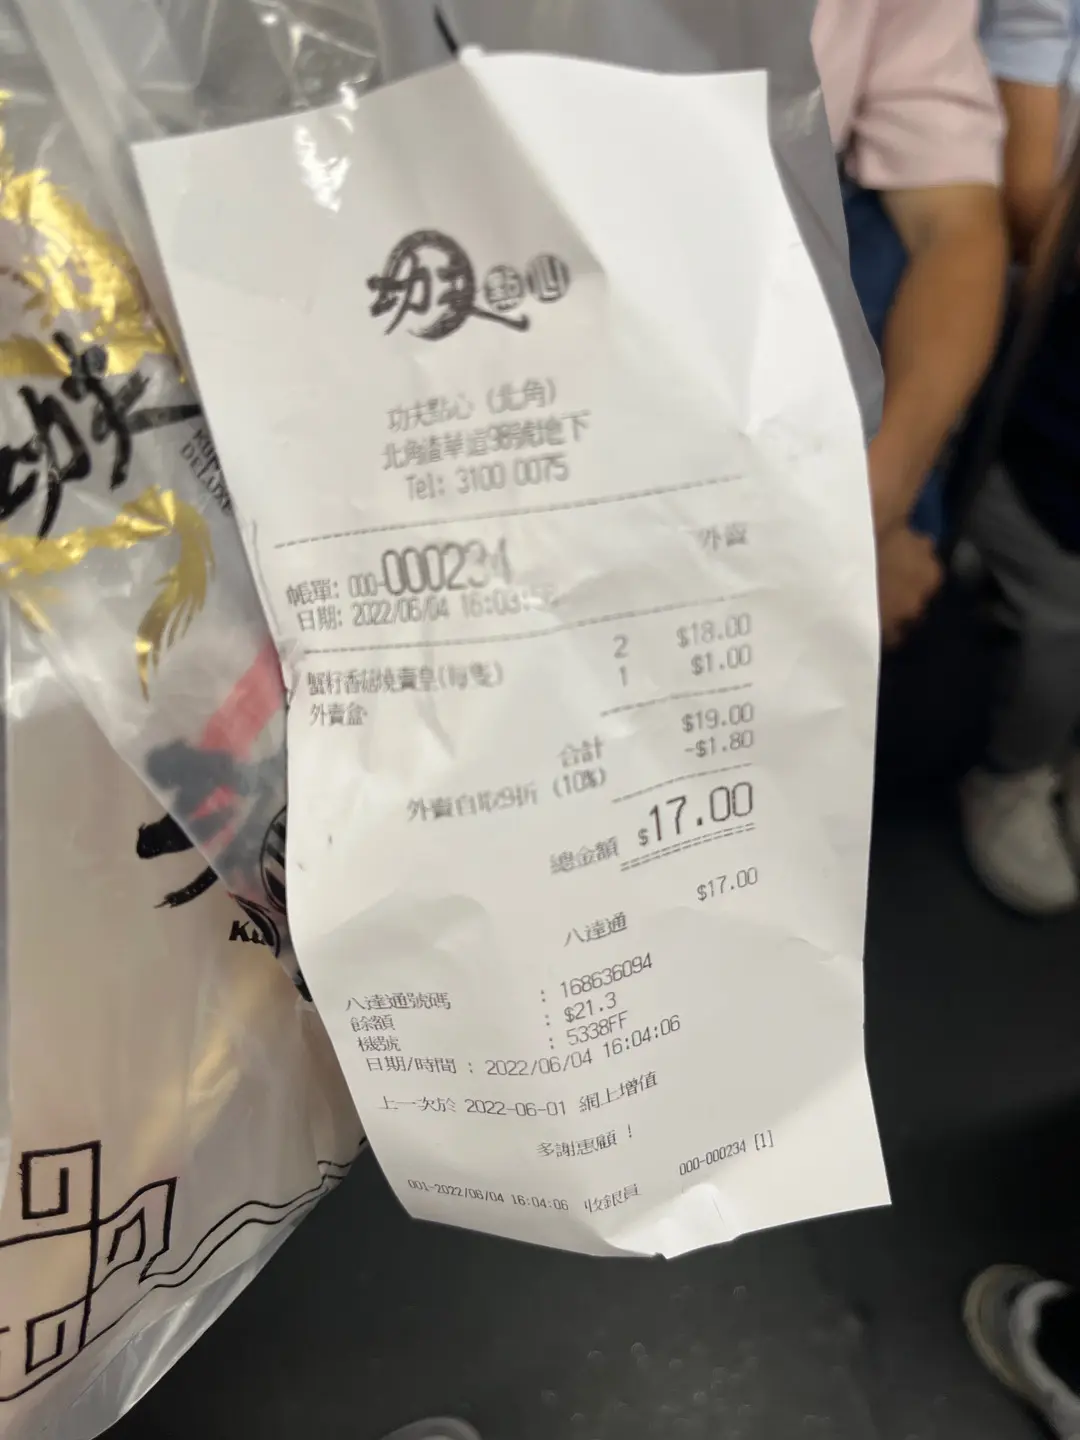 功夫點心
功夫點心 (北角)
北角渣華道98號地下
Tel: 3100 0075
外賣
帳單: 000-000234
日期: 2022/06/04 16:03:
蟹籽香菇燒賣皇(每隻) 2 $18.00
外賣盒 1 $1.00
合計 $19.00
外賣自取9折 (10%) -$1.80
總金額 $17.00
八達通 $17.00
八達通號碼 : 168636094
餘額 : $21.3
機號 : 5338FF
日期/時間 : 2022/06/04 16:04:06
上一次於 2022-06-01 網上增值
多謝惠顧 !
001-2022/06/04 16:04:06 收銀員 000-000234 [1]
功夫
DELUXE